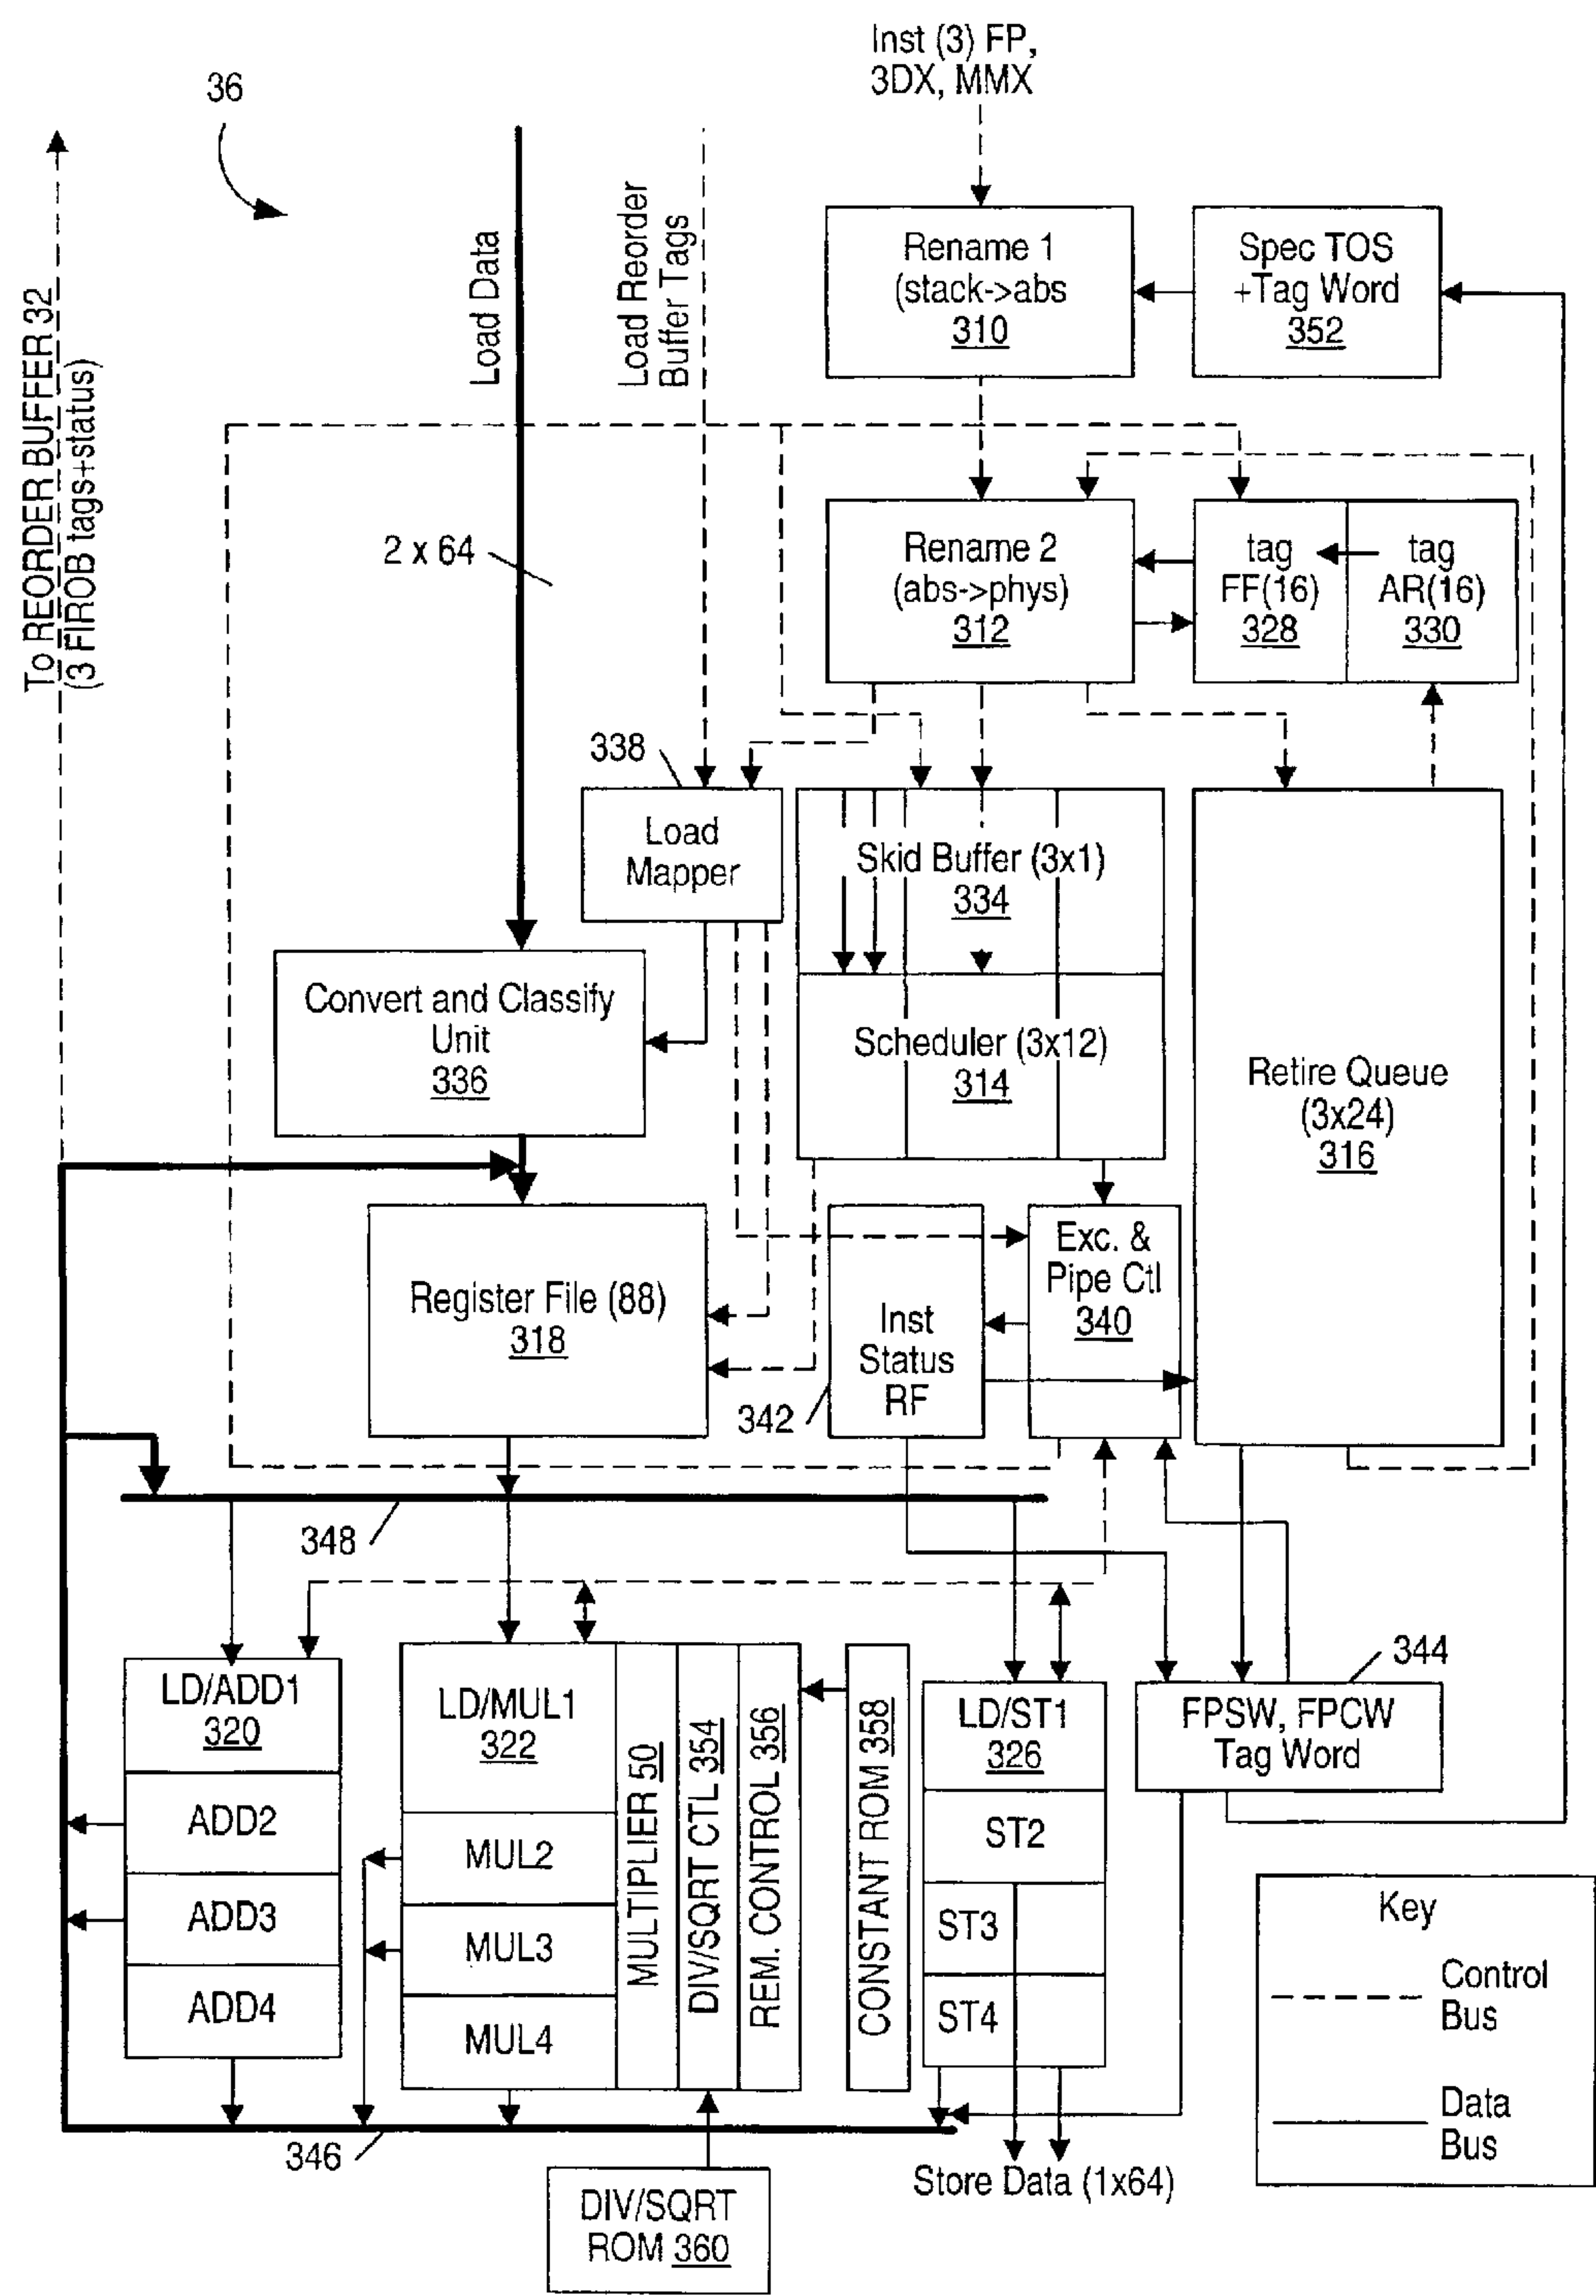 Inst (3) FP,
3DX, MMX
36
To REORDER BUFFER 32
(3 FIROB tags+status)
Load Data
Load Reorder
Buffer Tags
Rename 1
(stack->abs
310
Spec TOS
+Tag Word
352
2 x 64
Rename 2
(abs->phys)
312
tag
FF(16)
328
tag
AR(16)
330
338
Load
Mapper
Skid Buffer (3x1)
334
Convert and Classify
Unit
336
Scheduler (3x12)
314
Retire Queue
(3x24)
316
Register File (88)
318
Inst
Status
RF
342
Exc. &
Pipe Ctl
340
348
344
LD/ADD1
320
ADD2
ADD3
ADD4
LD/MUL1
322
MUL2
MUL3
MUL4
MULTIPLIER 50
DIV/SQRT CTL 354
REM. CONTROL 356
CONSTANT ROM 358
LD/ST1
326
ST2
ST3
ST4
FPSW, FPCW
Tag Word
346
Store Data (1x64)
DIV/SQRT
ROM 360
Key
Control
Bus
Data
Bus